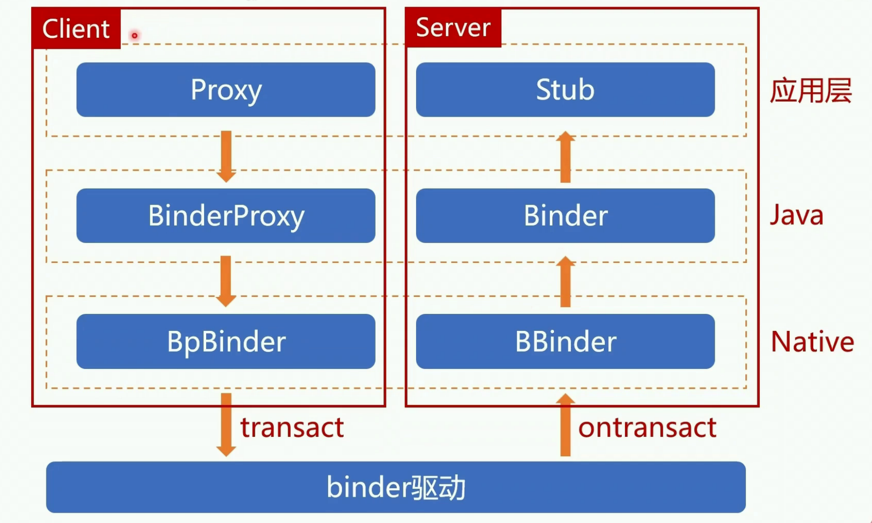 Client
Server
Proxy
Stub
应用层
BinderProxy
Binder
Java
BpBinder
BBinder
Native
transact
ontransact
binder驱动